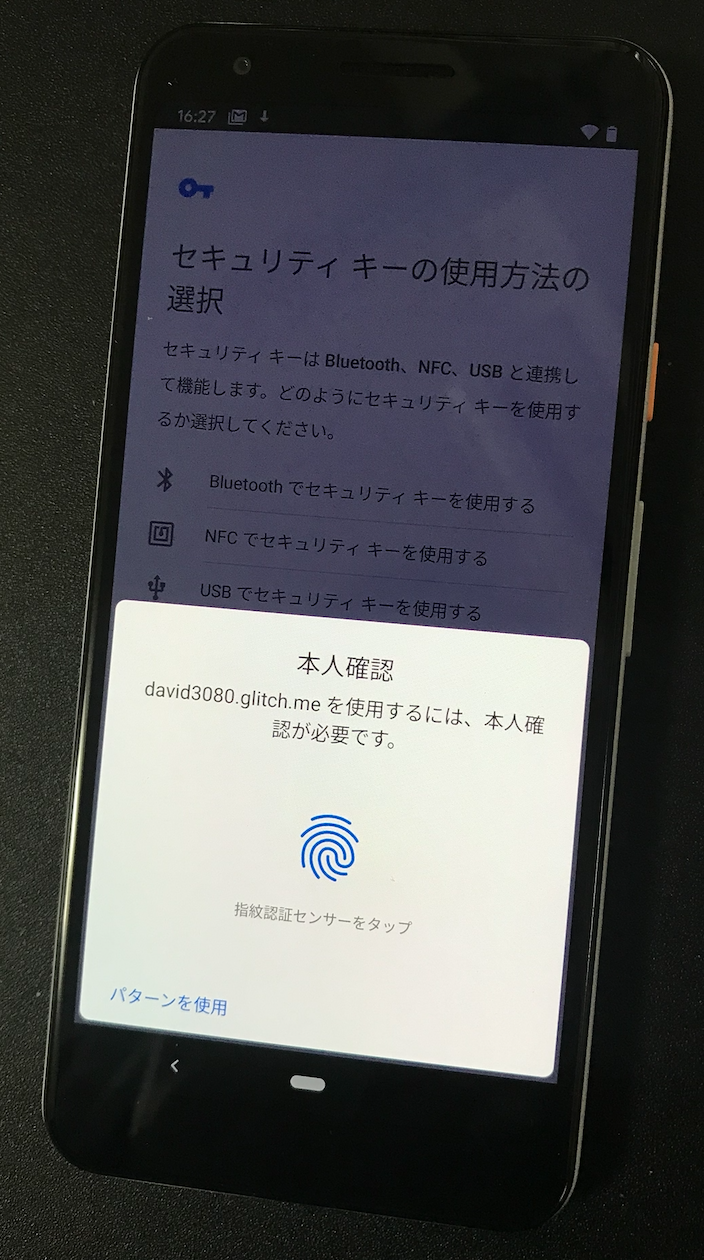 16:27
セキュリティ キーの使用方法の
選択
セキュリティ キーは Bluetooth、NFC、USB と連携し
て機能します。どのようにセキュリティ キーを使用す
るか選択してください。
Bluetooth でセキュリティ キーを使用する
NFC でセキュリティ キーを使用する
USB でセキュリティ キーを使用する
本人確認
david3080.glitch.me を使用するには、本人確
認が必要です。
指紋認証センサーをタップ
パターンを使用